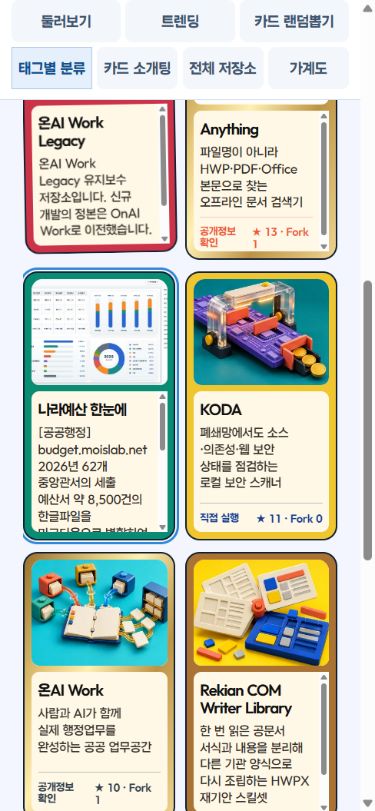 둘러보기
트렌딩
카드 랜덤뽑기
태그별 분류
카드 소개팅
전체 저장소
가계도
온AI Work
Legacy
온AI Work
Legacy 유지보수
저장소입니다. 신규
개발의 정본은 OnAI
Work로 이전했습니다.
Anything
파일명이 아니라
HWP·PDF·Office
본문으로 찾는
오프라인 문서 검색기
공개정보
확인
★ 13 · Fork
1
나라예산 한눈에
[공공행정]
budget.moislab.net
2026년 62개
중앙관서의 세출
예산서 약 8,500건의
한글파일을
KODA
폐쇄망에서도 소스
·의존성·웹 보안
상태를 점검하는
로컬 보안 스캐너
직접 실행
★ 11 · Fork 0
온AI Work
사람과 AI가 함께
실제 행정업무를
완성하는 공공 업무공간
공개정보
확인
★ 10 · Fork
1
Rekian COM
Writer Library
한 번 읽은 공문서
서식과 내용을 분리해
다른 기관 양식으로
다시 조립하는 HWPX
재기안 스킬셋